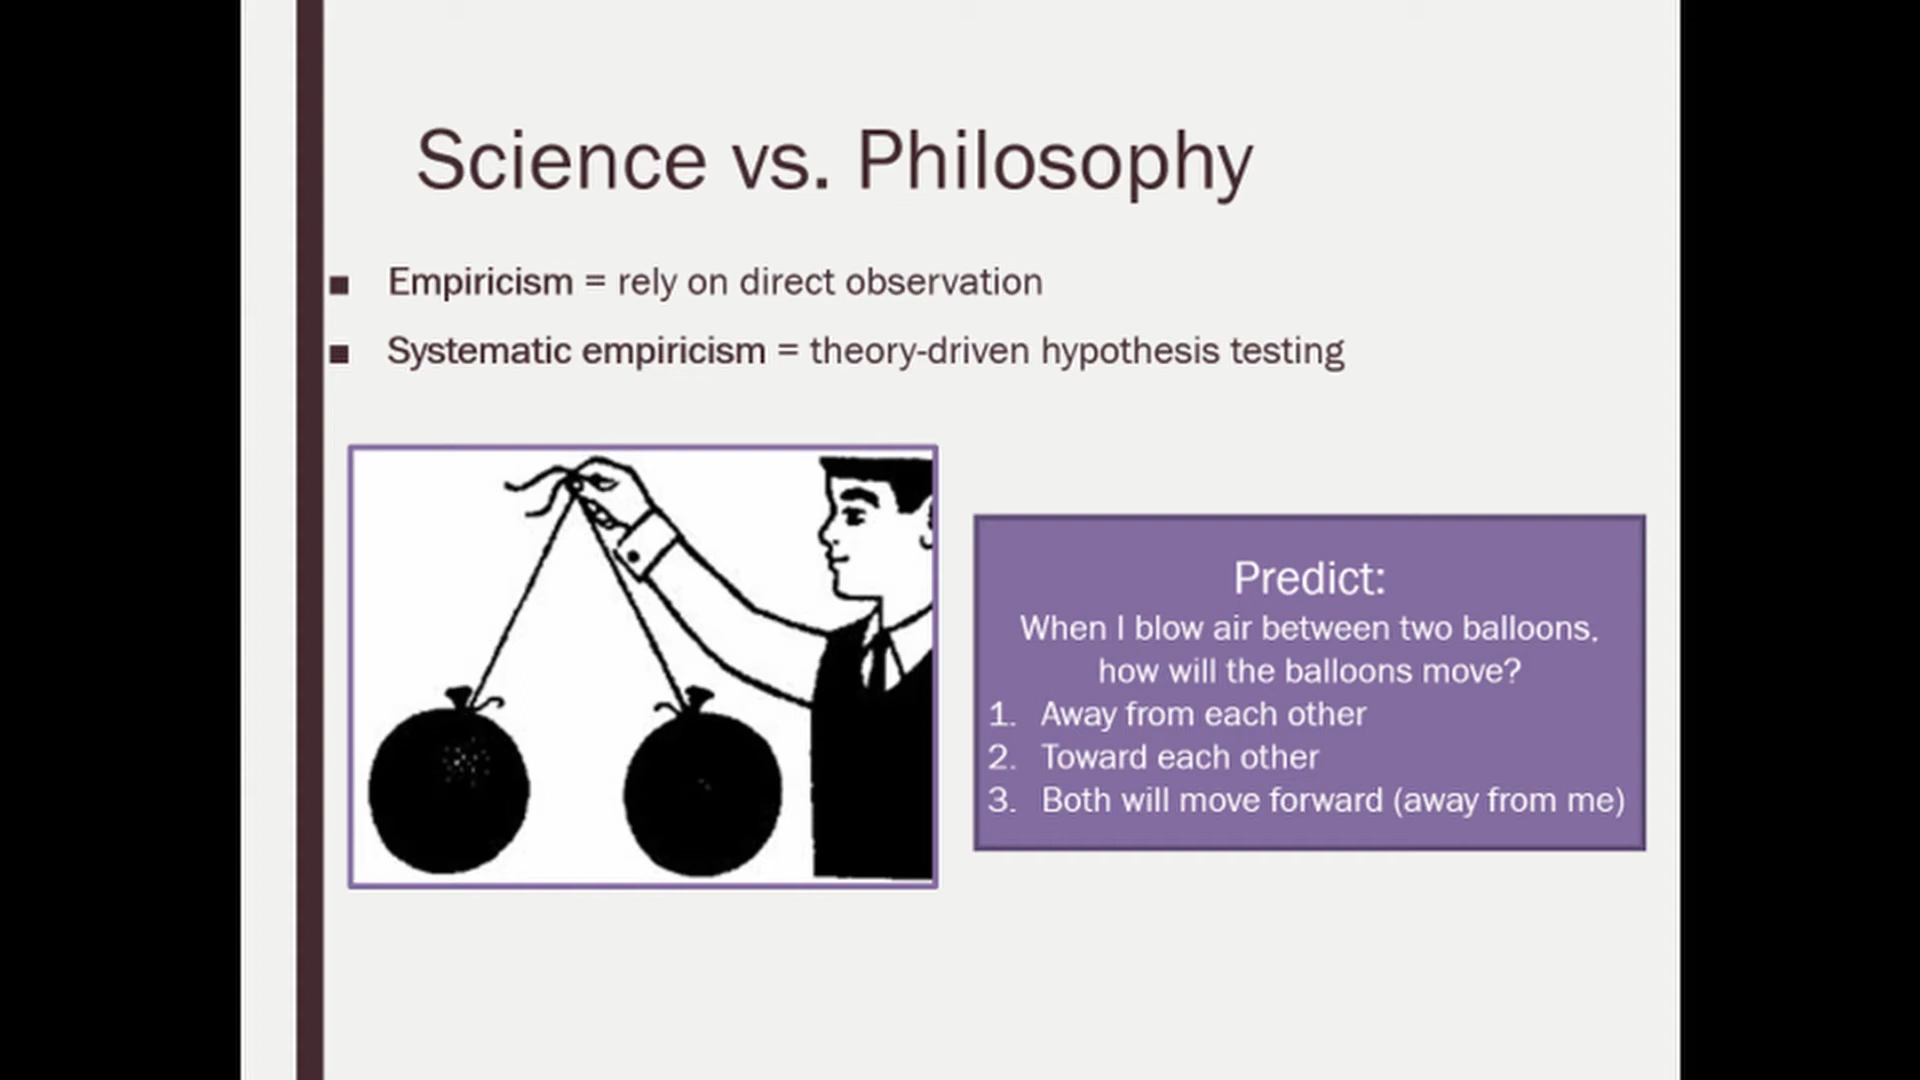 Science vs. Philosophy
■ Empiricism = rely on direct observation
■ Systematic empiricism = theory-driven hypothesis testing
Predict:
When I blow air between two balloons,
how will the balloons move?
1. Away from each other
2. Toward each other
3. Both will move forward (away from me)